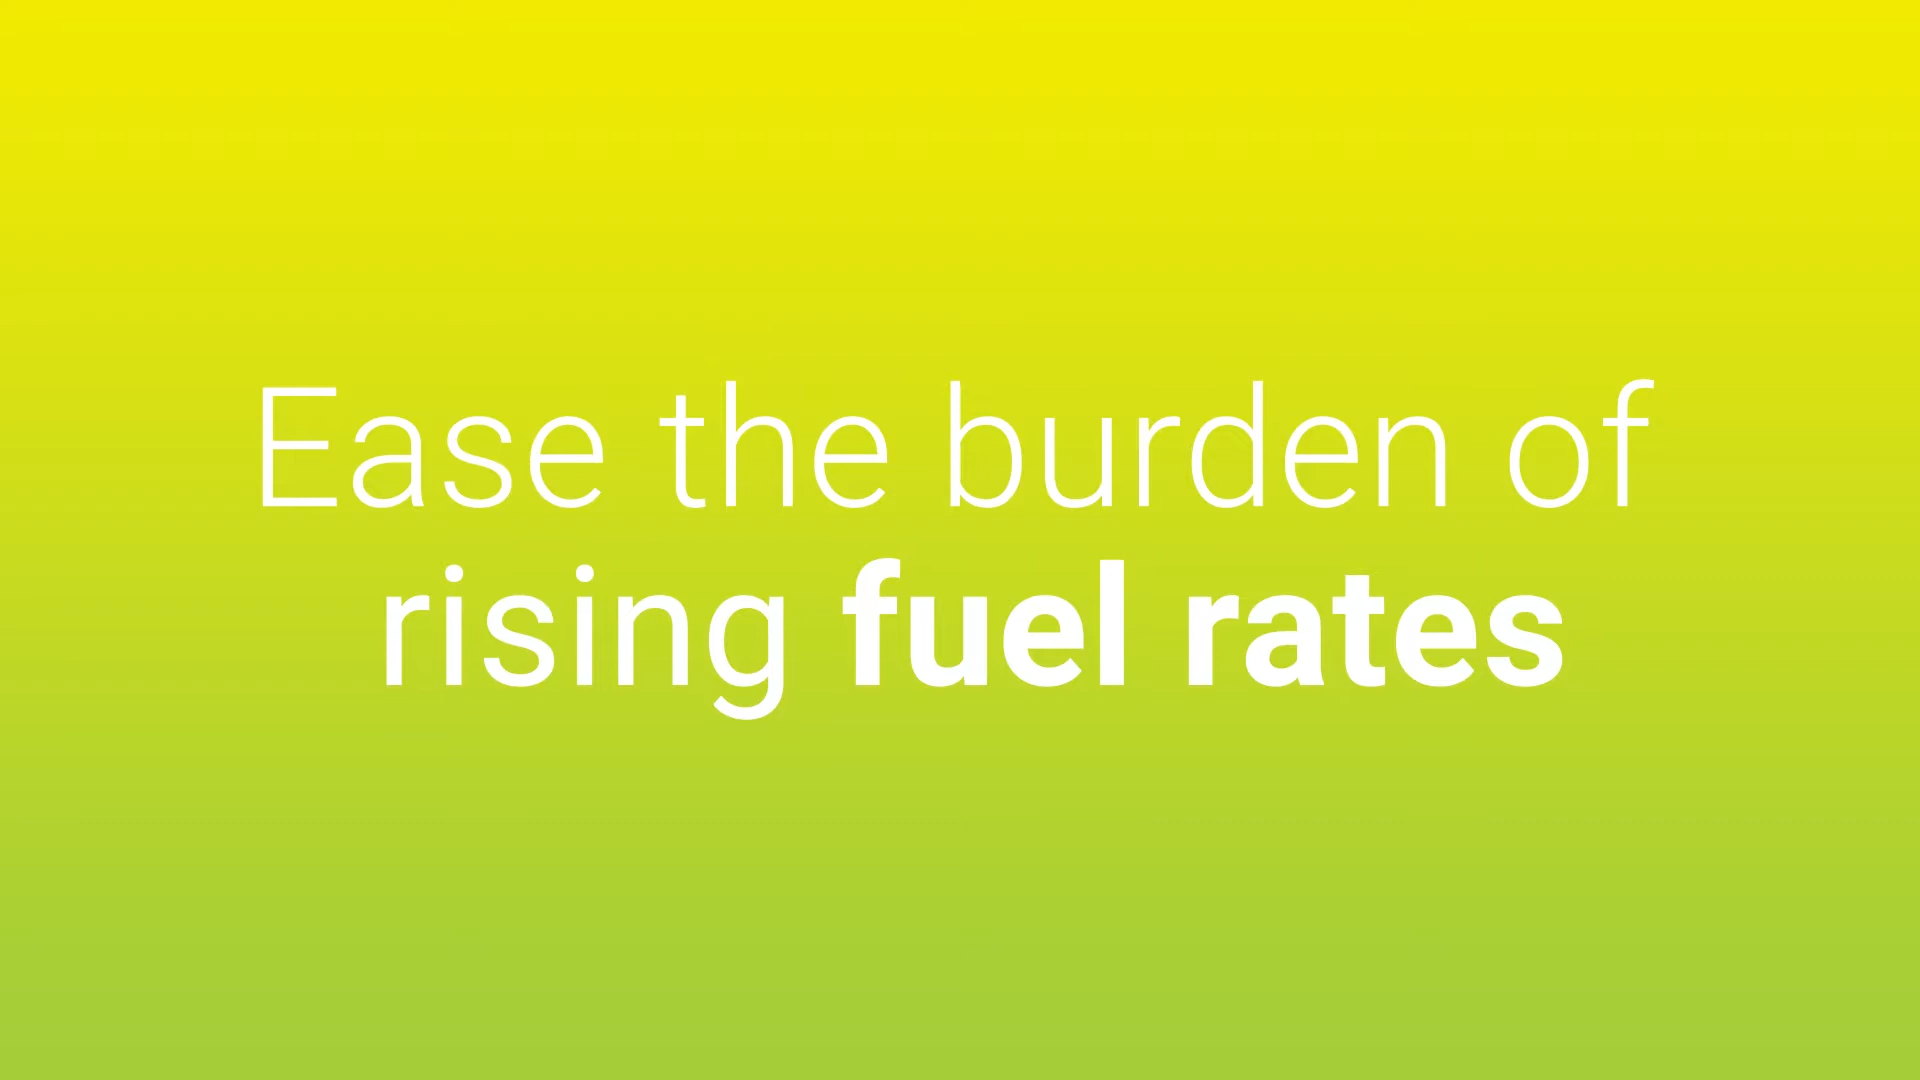 Ease the burden of
rising fuel rates